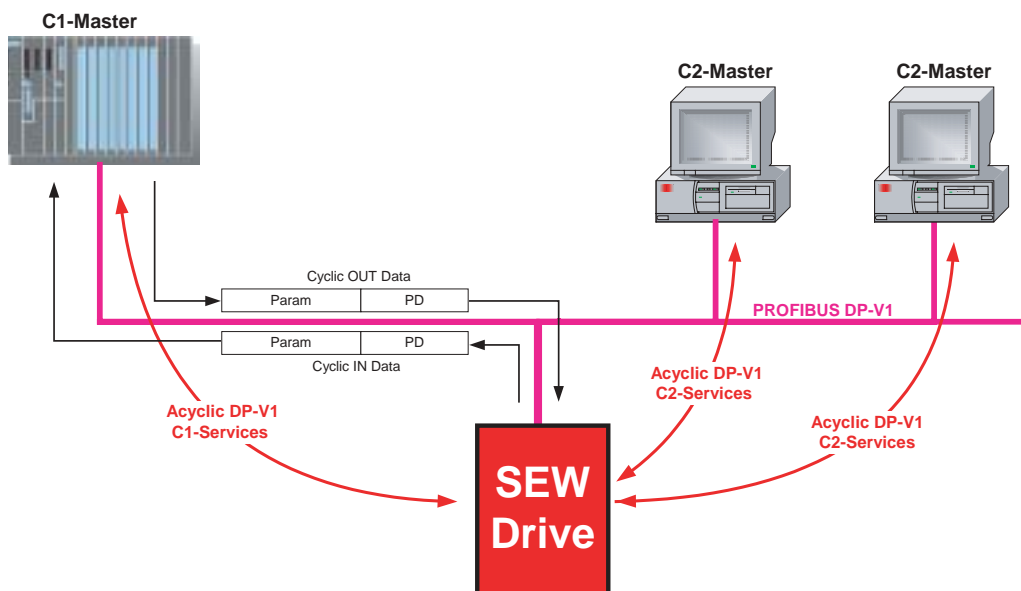 C1-Master
C2-Master
C2-Master
Cyclic OUT Data
Param
PD
PROFIBUS DP-V1
Param
PD
Cyclic IN Data
Acyclic DP-V1
C1-Services
Acyclic DP-V1
C2-Services
Acyclic DP-V1
C2-Services
SEW
Drive